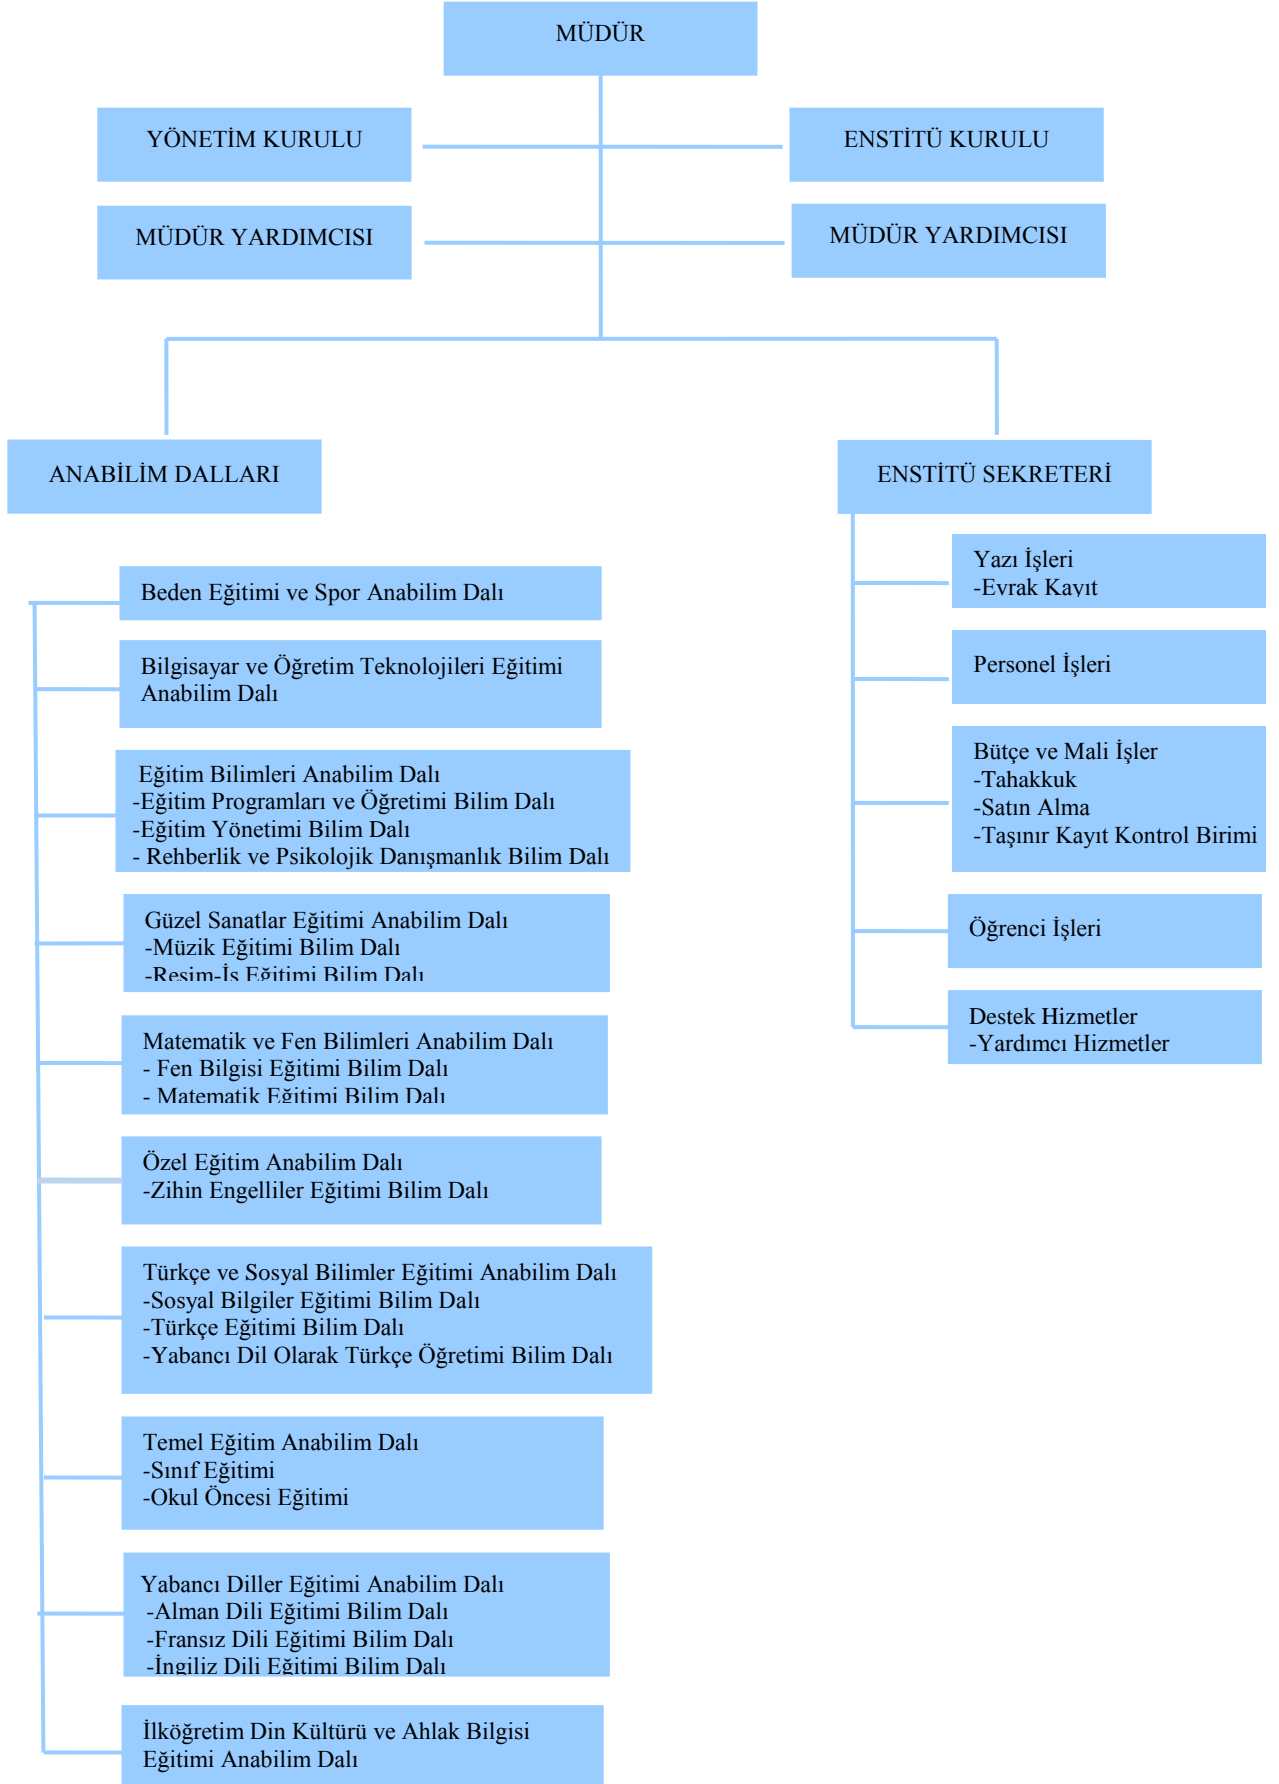 MÜDÜR
YÖNETİM KURULU
ENSTİTÜ KURULU
MÜDÜR YARDIMCISI
MÜDÜR YARDIMCISI
ANABİLİM DALLARI
Beden Eğitimi ve Spor Anabilim Dalı
Bilgisayar ve Öğretim Teknolojileri Eğitimi
Anabilim Dalı
Eğitim Bilimleri Anabilim Dalı
-Eğitim Programları ve Öğretimi Bilim Dalı
-Eğitim Yönetimi Bilim Dalı
- Rehberlik ve Psikolojik Danışmanlık Bilim Dalı
Güzel Sanatlar Eğitimi Anabilim Dalı
-Müzik Eğitimi Bilim Dalı
-Resim-İş Eğitimi Bilim Dalı
Matematik ve Fen Bilimleri Anabilim Dalı
- Fen Bilgisi Eğitimi Bilim Dalı
- Matematik Eğitimi Bilim Dalı
Özel Eğitim Anabilim Dalı
-Zihin Engelliler Eğitimi Bilim Dalı
Türkçe ve Sosyal Bilimler Eğitimi Anabilim Dalı
-Sosyal Bilgiler Eğitimi Bilim Dalı
-Türkçe Eğitimi Bilim Dalı
-Yabancı Dil Olarak Türkçe Öğretimi Bilim Dalı
Temel Eğitim Anabilim Dalı
-Sınıf Eğitimi
-Okul Öncesi Eğitimi
Yabancı Diller Eğitimi Anabilim Dalı
-Alman Dili Eğitimi Bilim Dalı
-Fransız Dili Eğitimi Bilim Dalı
-İngiliz Dili Eğitimi Bilim Dalı
İlköğretim Din Kültürü ve Ahlak Bilgisi
Eğitimi Anabilim Dalı
ENSTİTÜ SEKRETERİ
Yazı İşleri
-Evrak Kayıt
Personel İşleri
Bütçe ve Mali İşler
-Tahakkuk
-Satın Alma
-Taşınır Kayıt Kontrol Birimi
Öğrenci İşleri
Destek Hizmetler
-Yardımcı Hizmetler